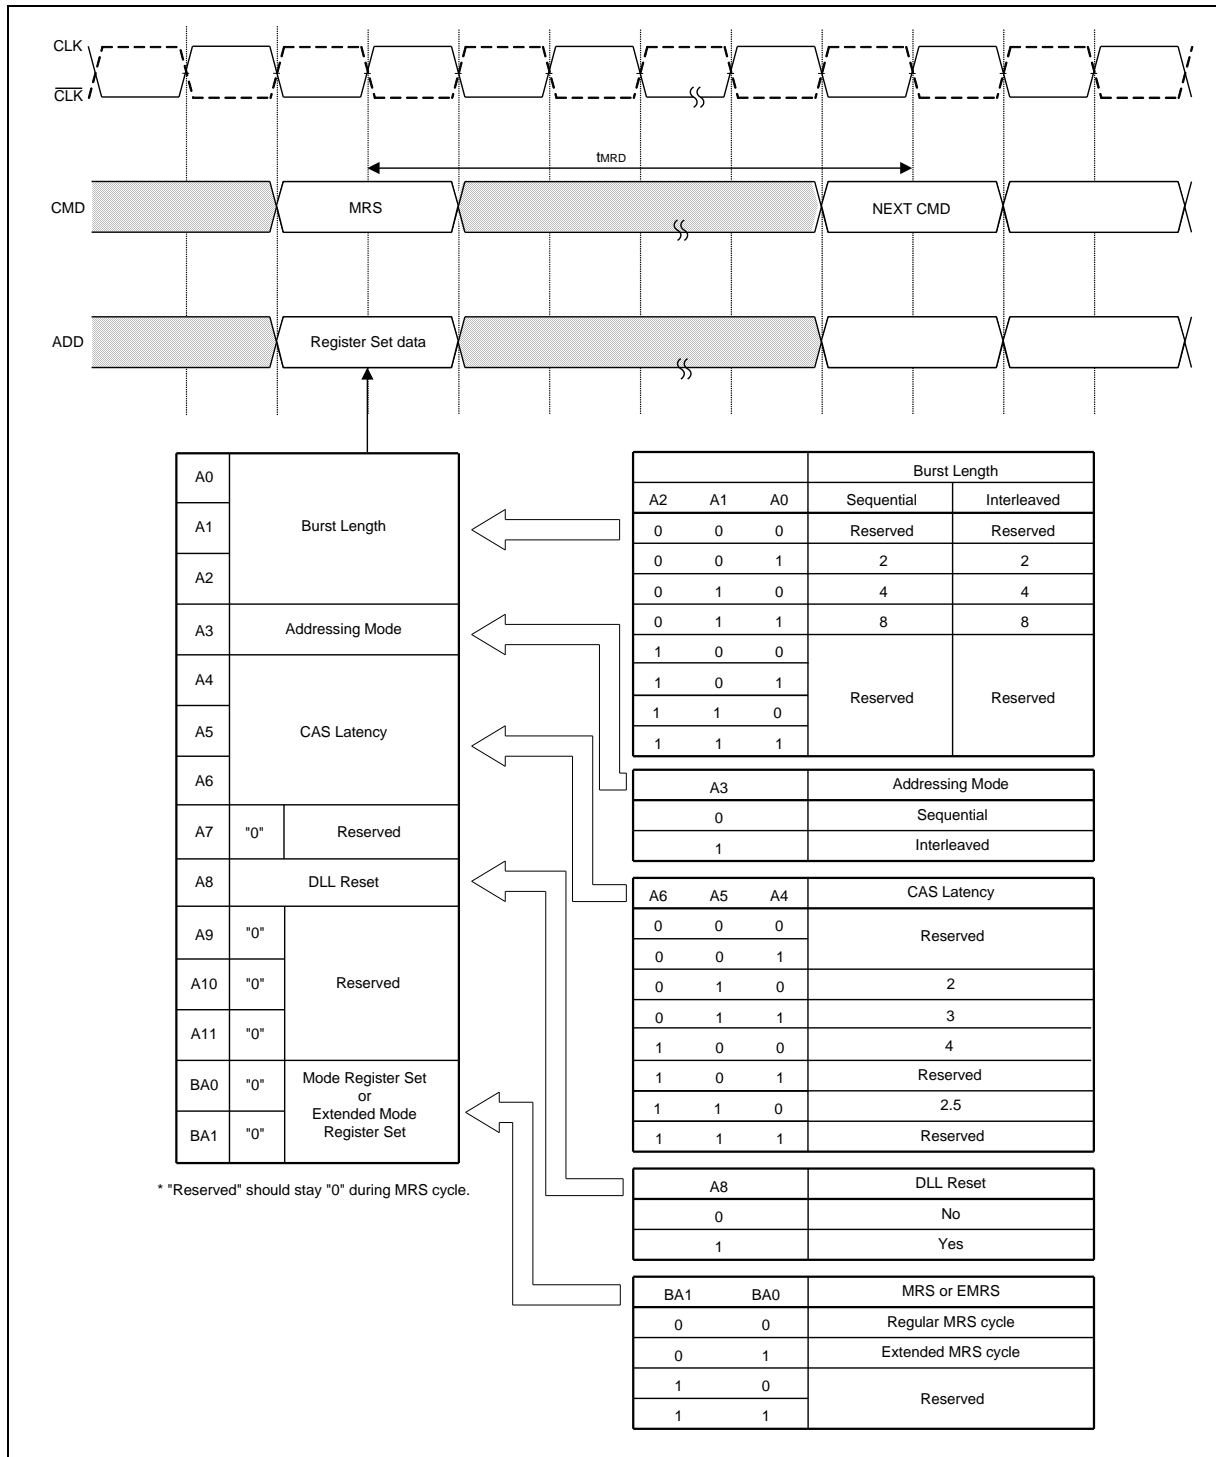 CLK
CLK
tMRD
CMD MRS NEXT CMD
ADD Register Set data
A0
A1 Burst Length
A2
A3 Addressing Mode
A4
A5 CAS Latency
A6
A7 "0" Reserved
A8 DLL Reset
A9 "0"
A10 "0" Reserved
A11 "0"
BA0 "0" Mode Register Set
or
Extended Mode
BA1 "0" Register Set
* "Reserved" should stay "0" during MRS cycle.
Burst Length
A2 A1 A0 Sequential Interleaved
0 0 0 Reserved Reserved
0 0 1 2 2
0 1 0 4 4
0 1 1 8 8
1 0 0
1 0 1
Reserved Reserved
1 1 0
1 1 1
A3 Addressing Mode
0 Sequential
1 Interleaved
A6 A5 A4 CAS Latency
0 0 0
Reserved
0 0 1
0 1 0 2
0 1 1 3
1 0 0 4
1 0 1 Reserved
1 1 0 2.5
1 1 1 Reserved
A8 DLL Reset
0 No
1 Yes
BA1 BA0 MRS or EMRS
0 0 Regular MRS cycle
0 1 Extended MRS cycle
1 0
Reserved
1 1